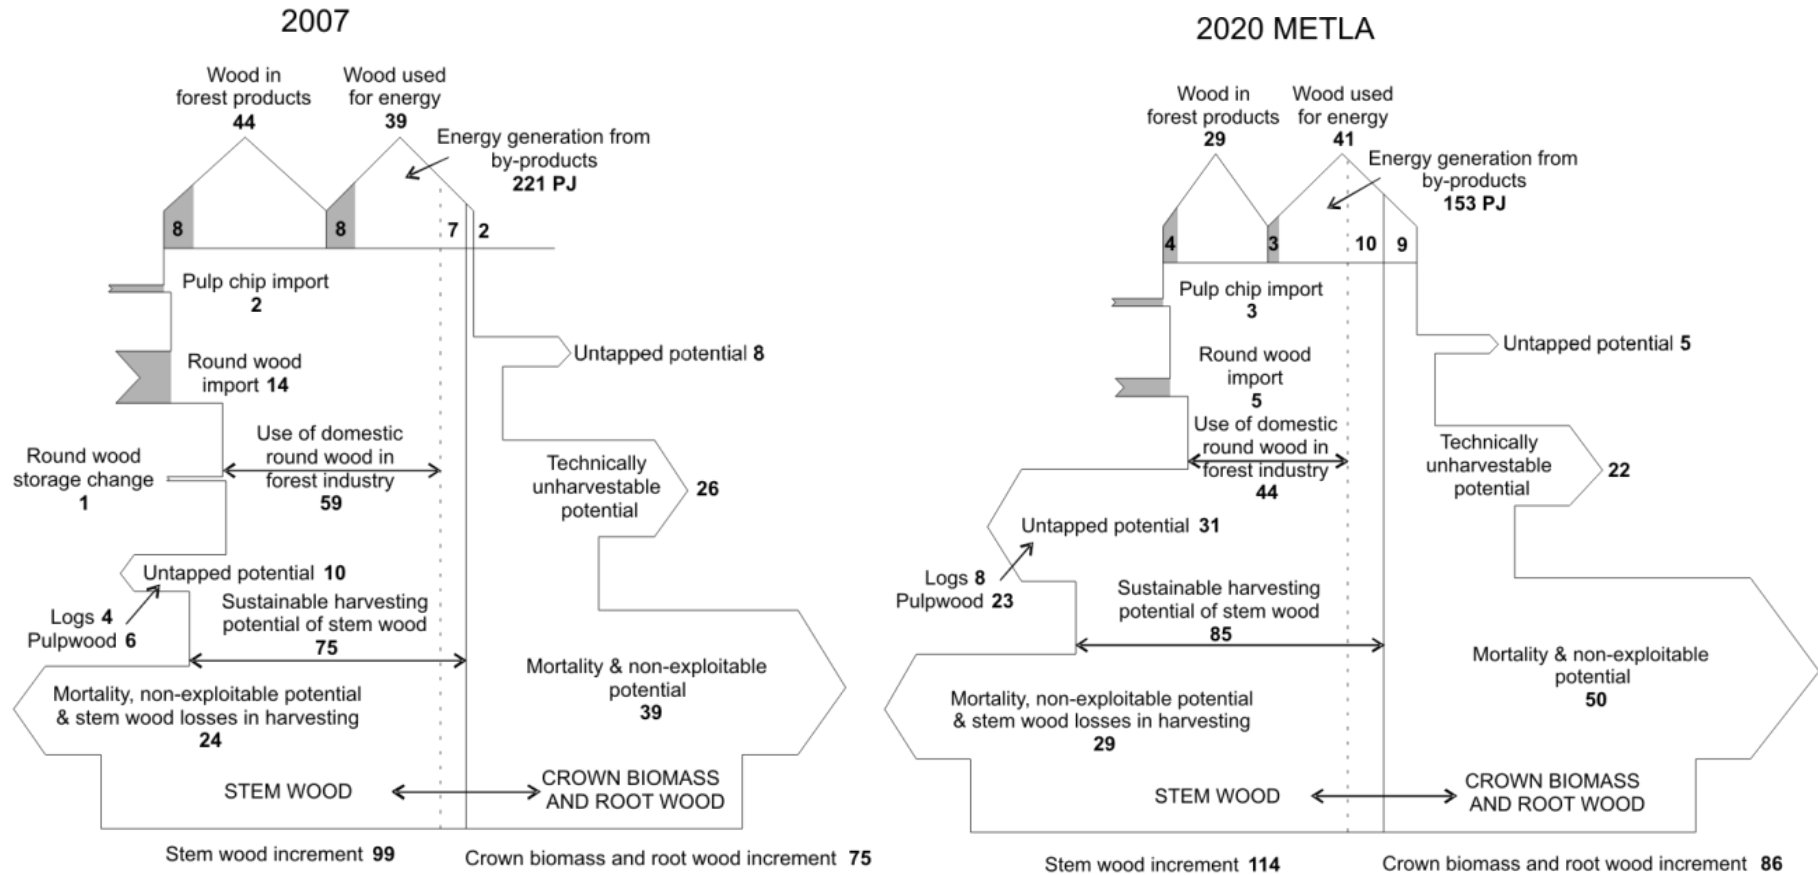 2007
Wood in
forest products
44
Wood used
for energy
39
Energy generation from
by-products
221 PJ
8
8
7
2
Pulp chip import
2
Round wood
import 14
Untapped potential 8
Use of domestic
round wood in
forest industry
59
Round wood
storage change
1
Technically
unharvestable
potential
26
Untapped potential 10
Logs 4
Pulpwood 6
Sustainable harvesting
potential of stem wood
75
Mortality, non-exploitable potential
& stem wood losses in harvesting
24
Mortality & non-exploitable
potential
39
STEM WOOD
CROWN BIOMASS
AND ROOT WOOD
Stem wood increment 99
Crown biomass and root wood increment 75
2020 METLA
Wood in
forest products
29
Wood used
for energy
41
Energy generation from
by-products
153 PJ
4
3
10
9
Pulp chip import
3
Untapped potential 5
Round wood
import
5
Use of domestic
round wood in
forest industry
44
Technically
unharvestable
potential
22
Untapped potential 31
Logs 8
Pulpwood 23
Sustainable harvesting
potential of stem wood
85
Mortality, non-exploitable potential
& stem wood losses in harvesting
29
Mortality & non-exploitable
potential
50
STEM WOOD
CROWN BIOMASS
AND ROOT WOOD
Stem wood increment 114
Crown biomass and root wood increment 86